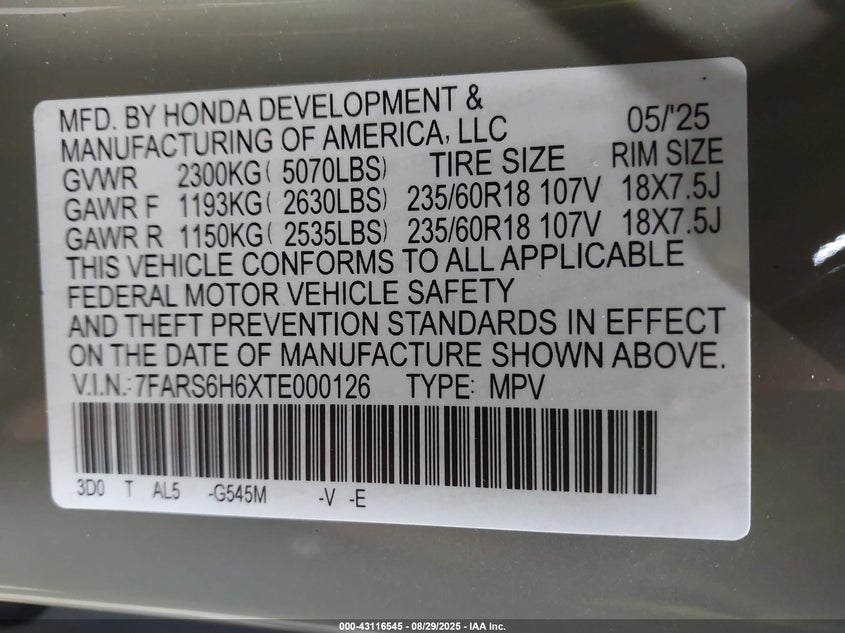 MFD. BY HONDA DEVELOPMENT & 05/'25
MANUFACTURING OF AMERICA, LLC
GVWR 2300KG( 5070LBS) TIRE SIZE RIM SIZE
GAWR F 1193KG( 2630LBS) 235/60R18 107V 18X7.5J
GAWR R 1150KG( 2535LBS) 235/60R18 107V 18X7.5J
THIS VEHICLE CONFORMS TO ALL APPLICABLE
FEDERAL MOTOR VEHICLE SAFETY
AND THEFT PREVENTION STANDARDS IN EFFECT
ON THE DATE OF MANUFACTURE SHOWN ABOVE.
V.I.N.:7FARS6H6XTE000126 TYPE: MPV
3D0 T AL5 -G545M -V -E
000-43116545 - 08/29/2025 - IAA Inc.